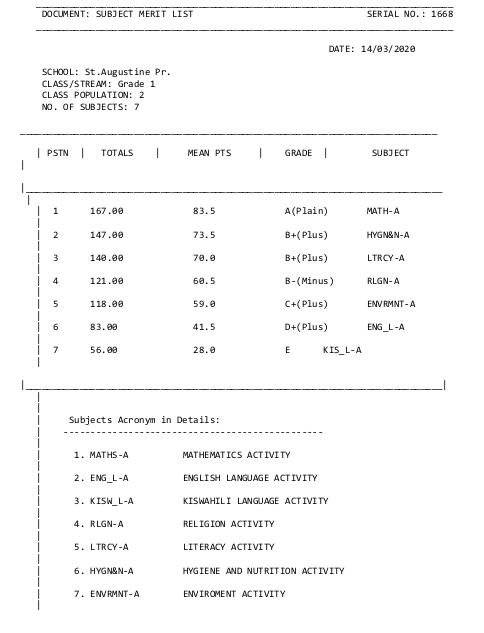 DOCUMENT: SUBJECT MERIT LIST SERIAL NO.: 1668
DATE: 14/03/2020
SCHOOL: St.Augustine Pr.
CLASS/STREAM: Grade 1
CLASS POPULATION: 2
NO. OF SUBJECTS: 7
| PSTN | TOTALS | MEAN PTS | GRADE | SUBJECT |
1 167.00 83.5 A(Plain) MATH-A
2 147.00 73.5 B+(Plus) HYGN&N-A
3 140.00 70.0 B+(Plus) LTRCY-A
4 121.00 60.5 B-(Minus) RLGN-A
5 118.00 59.0 C+(Plus) ENVRMNT-A
6 83.00 41.5 D+(Plus) ENG_L-A
7 56.00 28.0 E KIS_L-A
Subjects Acronym in Details:
------------------------------------------------
1. MATHS-A MATHEMATICS ACTIVITY
2. ENG_L-A ENGLISH LANGUAGE ACTIVITY
3. KISW_L-A KISWAHILI LANGUAGE ACTIVITY
4. RLGN-A RELIGION ACTIVITY
5. LTRCY-A LITERACY ACTIVITY
6. HYGN&N-A HYGIENE AND NUTRITION ACTIVITY
7. ENVRMNT-A ENVIROMENT ACTIVITY